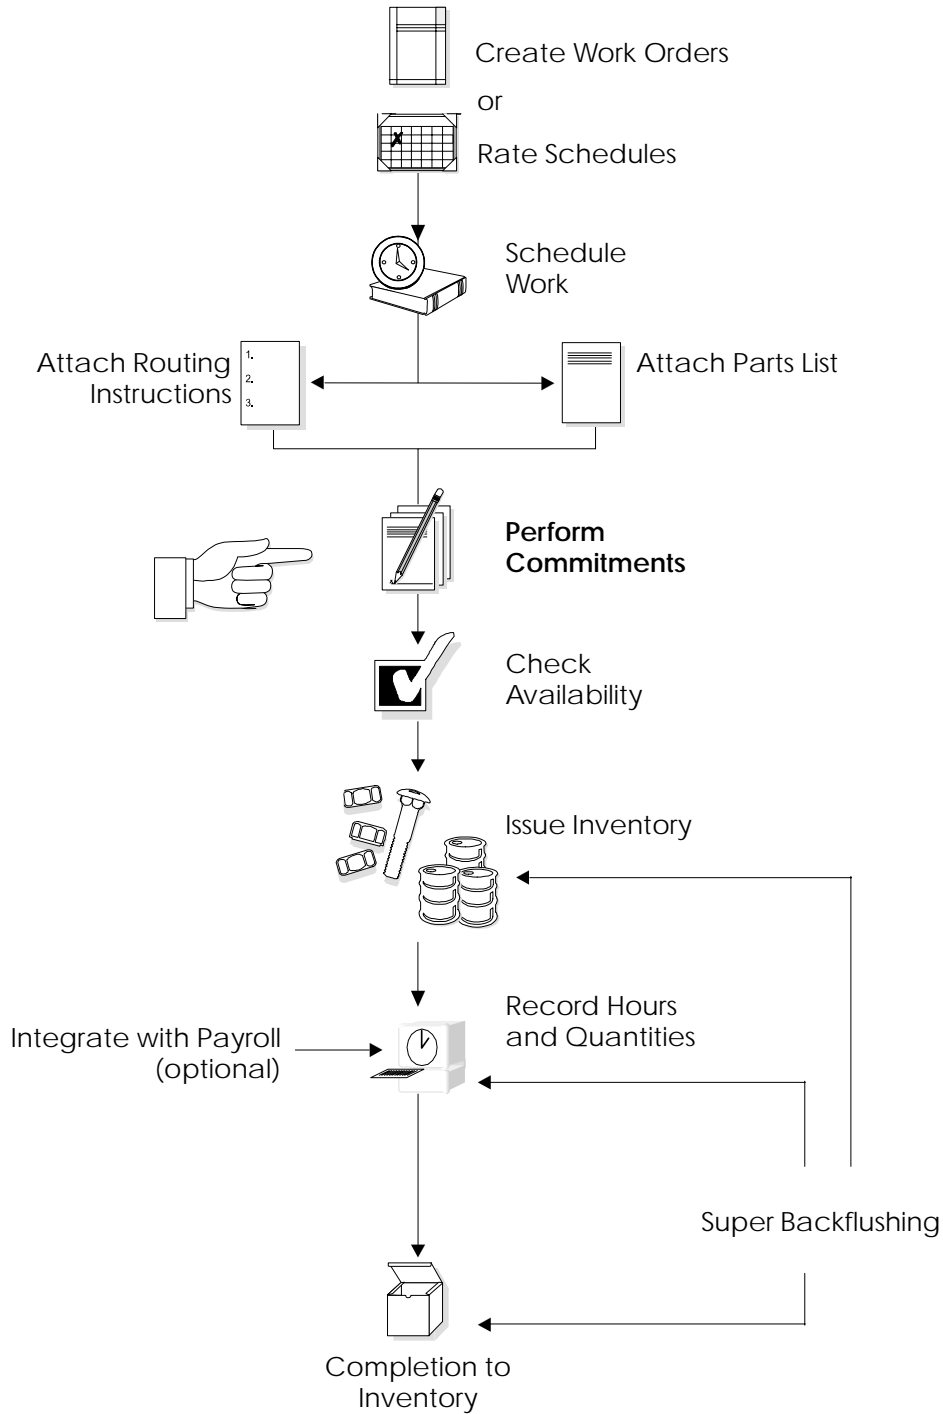 Create Work Orders
or
Rate Schedules
Schedule
Work
Attach Routing
Instructions
1.
2.
3.
Attach Parts List
Perform
Commitments
Check
Availability
Issue Inventory
Record Hours
and Quantities
Integrate with Payroll
(optional)
Super Backflushing
Completion to
Inventory